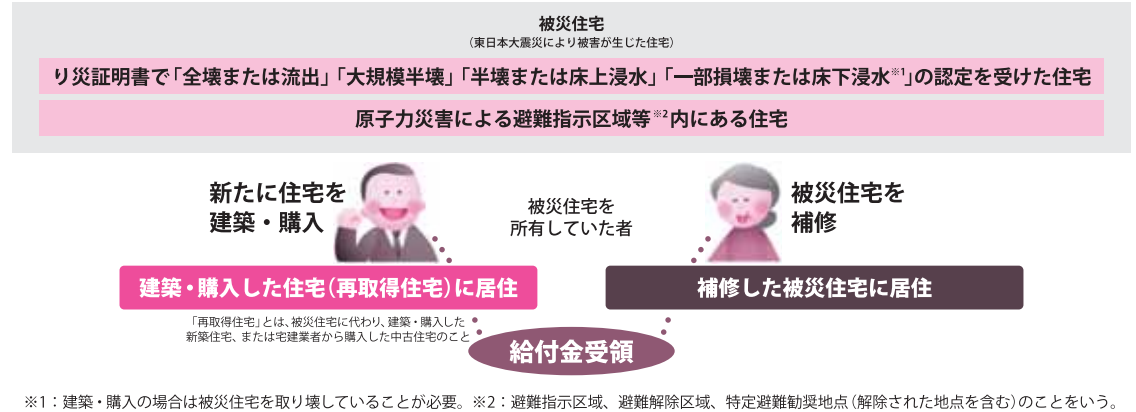 被災住宅
（東日本大震災により被害が生じた住宅）
り災証明書で「全壊または流出」「大規模半壊」「半壊または床上浸水」「一部損壊または床下浸水※1」の認定を受けた住宅
原子力災害による避難指示区域等※2内にある住宅
新たに住宅を
建築・購入
被災住宅を
所有していた者
被災住宅を
補修
建築・購入した住宅（再取得住宅）に居住
補修した被災住宅に居住
「再取得住宅」とは、被災住宅に代わり、建築・購入した
新築住宅、または宅建業者から購入した中古住宅のこと
給付金受領
※1：建築・購入の場合は被災住宅を取り壊していることが必要。※2：避難指示区域、避難解除区域、特定避難勧奨地点（解除された地点を含む）のことをいう。